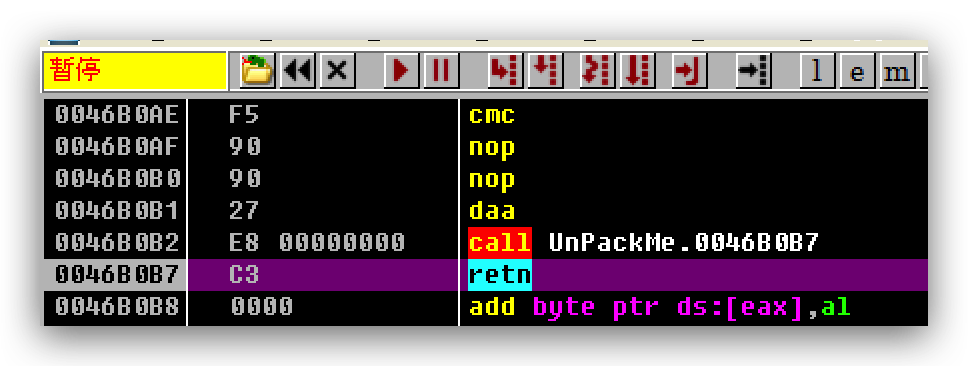 暂停 l e m
0046B0AE F5 cmc
0046B0AF 90 nop
0046B0B0 90 nop
0046B0B1 27 daa
0046B0B2 E8 00000000 call UnPackMe.0046B0B7
0046B0B7 C3 retn
0046B0B8 0000 add byte ptr ds:[eax],al